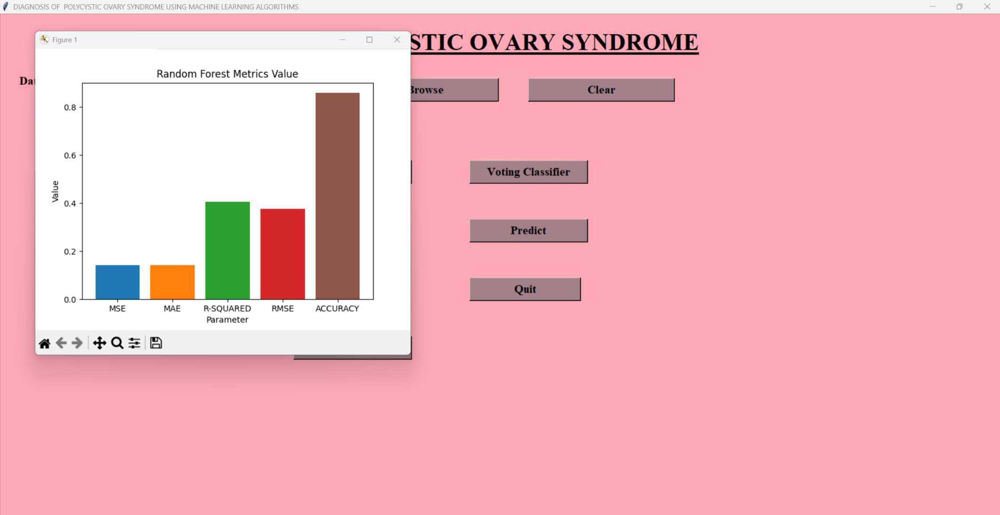 DIAGNOSIS OF  POLYCYSTIC OVARY SYNDROME USING MACHINE LEARNING ALGORITHMS
Figure 1
STIC OVARY SYNDROME
Random Forest Metrics Value
Dat
Browse
Clear
0.8
0.6
0.4
0.2
0.0
Value
MSE MAE R-SQUARED RMSE ACCURACY
Parameter
Voting Classifier
Predict
Quit